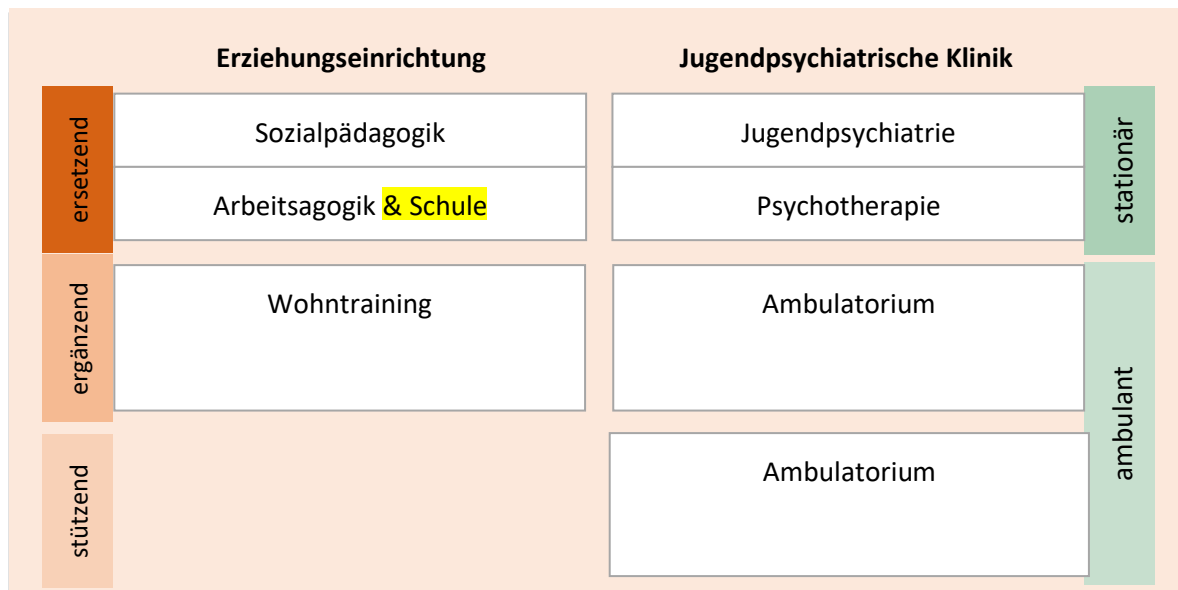 Erziehungseinrichtung
Jugendpsychiatrische Klinik
ersetzend
Sozialpädagogik
Jugendpsychiatrie
stationär
Arbeitsagogik & Schule
Psychotherapie
ergänzend
Wohntraining
Ambulatorium
ambulant
stützend
Ambulatorium